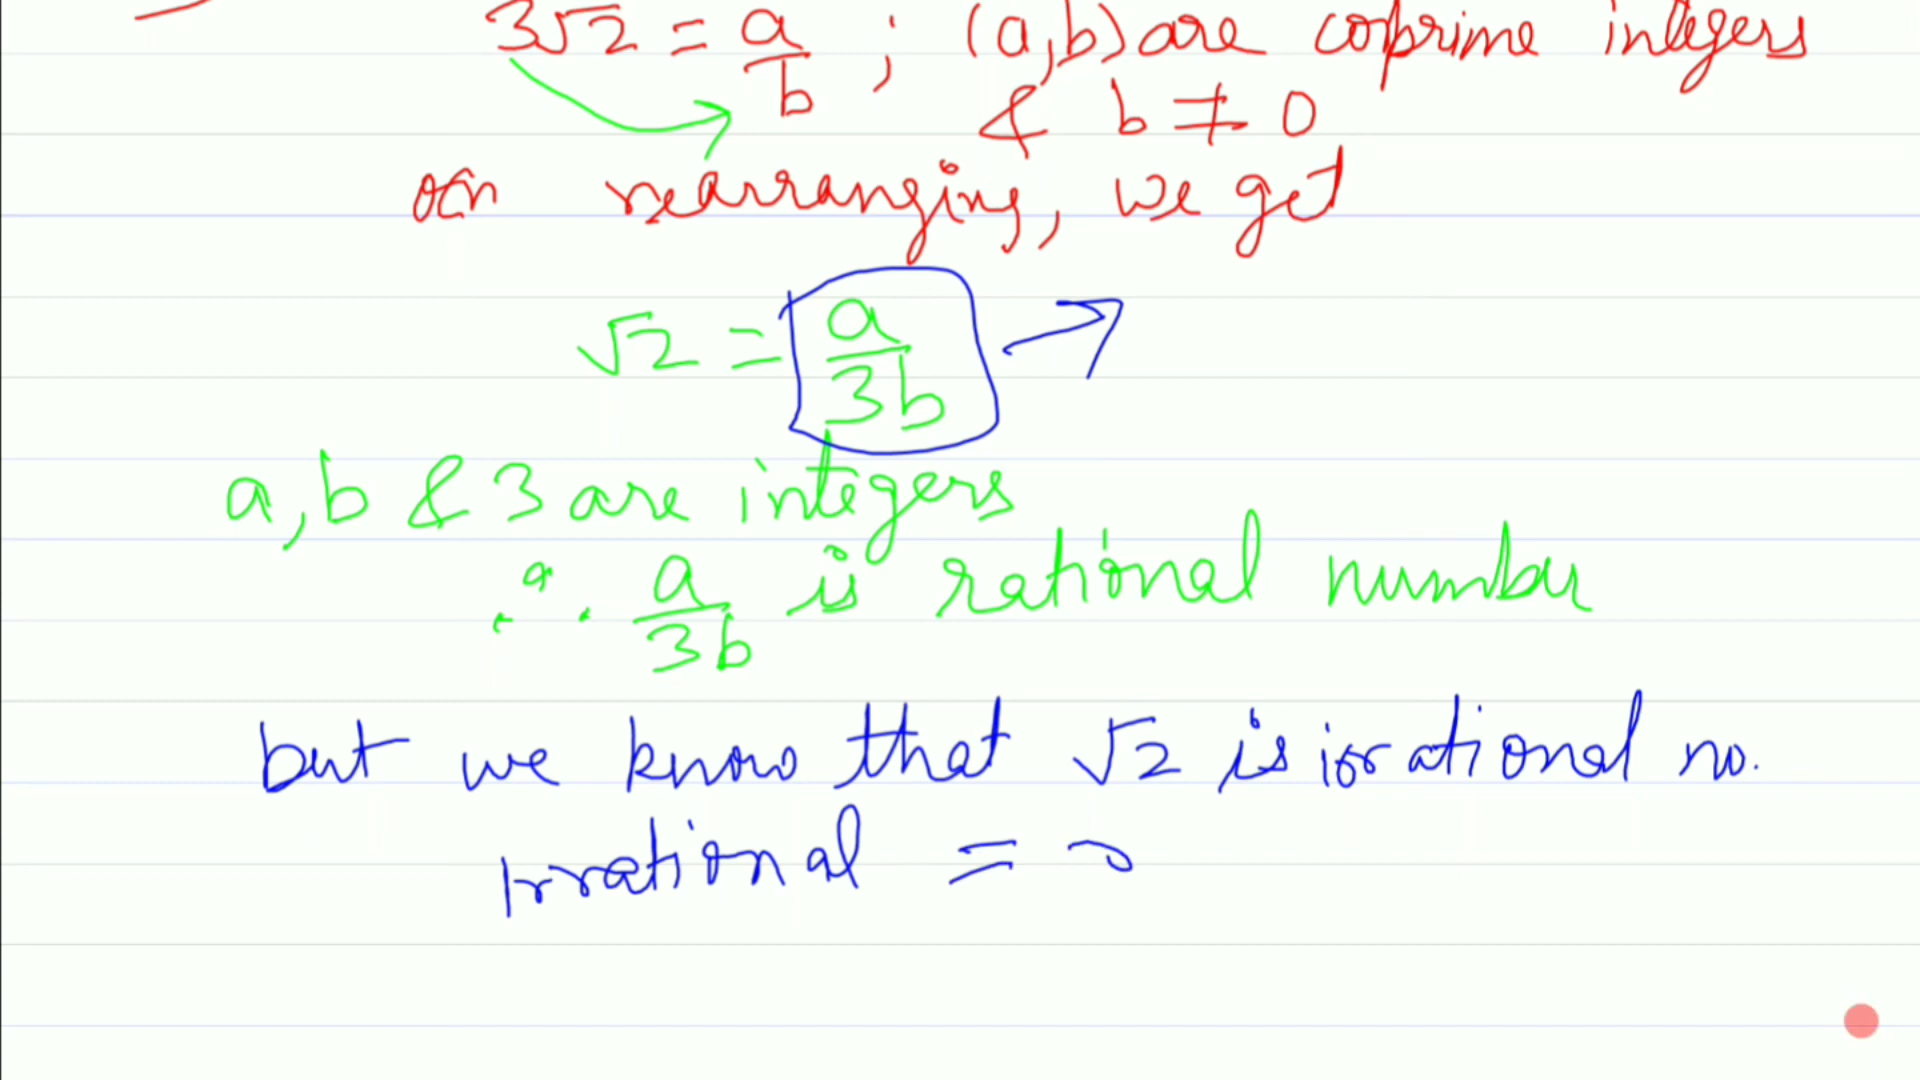 3√2 = a/b ; (a,b) are coprime integers
& b ≠ 0
on rearranging, we get
√2 = a/3b
a, b & 3 are integers
∴ a/3b is rational number
but we know that √2 is irrational no.
Irrational =